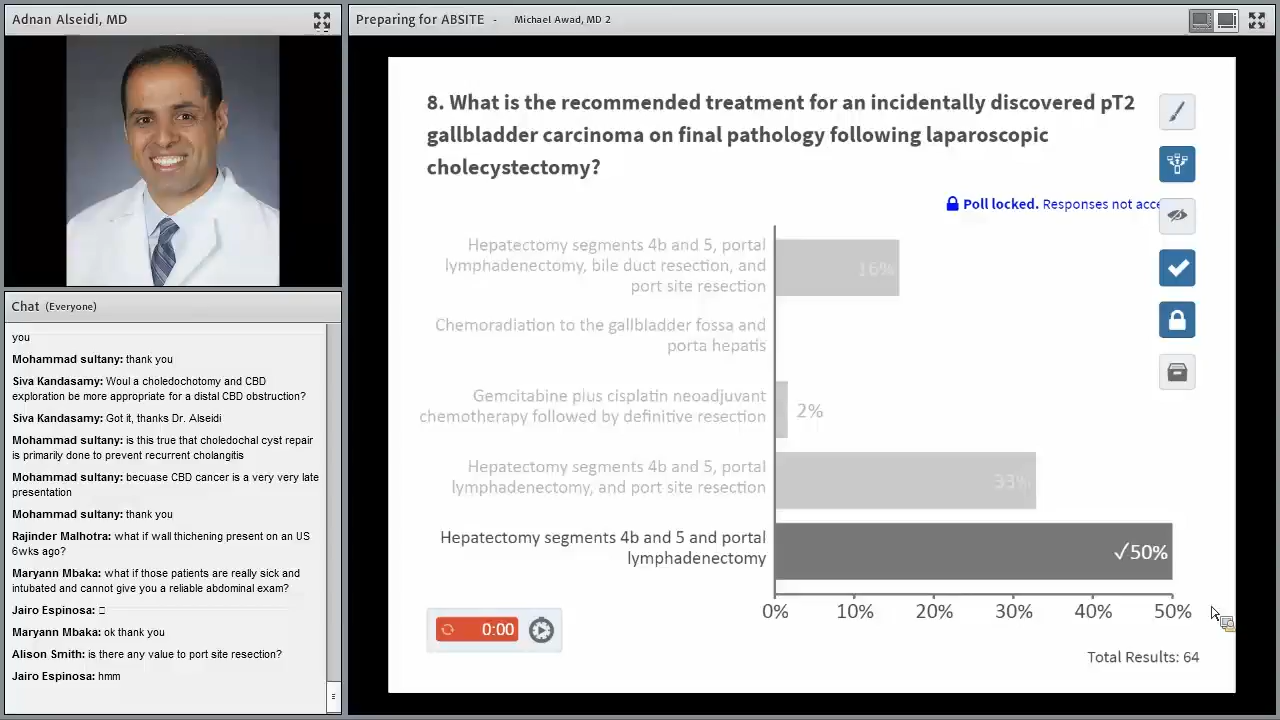 Adnan Alseidi, MD
Preparing for ABSITE - Michael Awad, MD 2
Chat (Everyone)
you
Mohammad sultany: thank you
Siva Kandasamy: Woul a choledochotomy and CBD
exploration be more appropriate for a distal CBD obstruction?
Siva Kandasamy: Got it, thanks Dr. Alseidi
Mohammad sultany: is this true that choledochal cyst repair
is primarily done to prevent recurrent cholangitis
Mohammad sultany: becuase CBD cancer is a very very late
presentation
Mohammad sultany: thank you
Rajinder Malhotra: what if wall thichening present on an US
6wks ago?
Maryann Mbaka: what if those patients are really sick and
intubated and cannot give you a reliable abdominal exam?
Jairo Espinosa:
Maryann Mbaka: ok thank you
Alison Smith: is there any value to port site resection?
Jairo Espinosa: hmm
8. What is the recommended treatment for an incidentally discovered pT2
gallbladder carcinoma on final pathology following laparoscopic
cholecystectomy?
Poll locked. Responses not acce
Hepatectomy segments 4b and 5, portal
lymphadenectomy, bile duct resection, and
port site resection
16%
Chemoradiation to the gallbladder fossa and
porta hepatis
Gemcitabine plus cisplatin neoadjuvant
chemotherapy followed by definitive resection
2%
Hepatectomy segments 4b and 5, portal
lymphadenectomy, and port site resection
33%
Hepatectomy segments 4b and 5 and portal
lymphadenectomy
✓50%
0% 10% 20% 30% 40% 50%
0:00
Total Results: 64